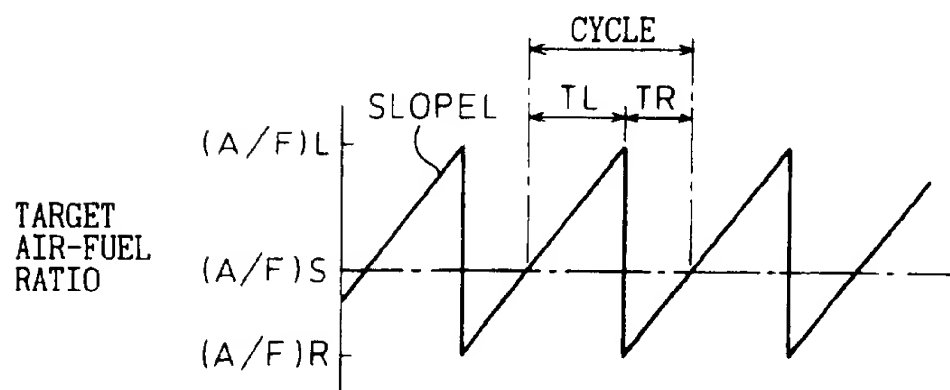 CYCLE
TL TR
SLOPEL
(A/F)L
TARGET
AIR-FUEL
RATIO
(A/F)S
(A/F)R